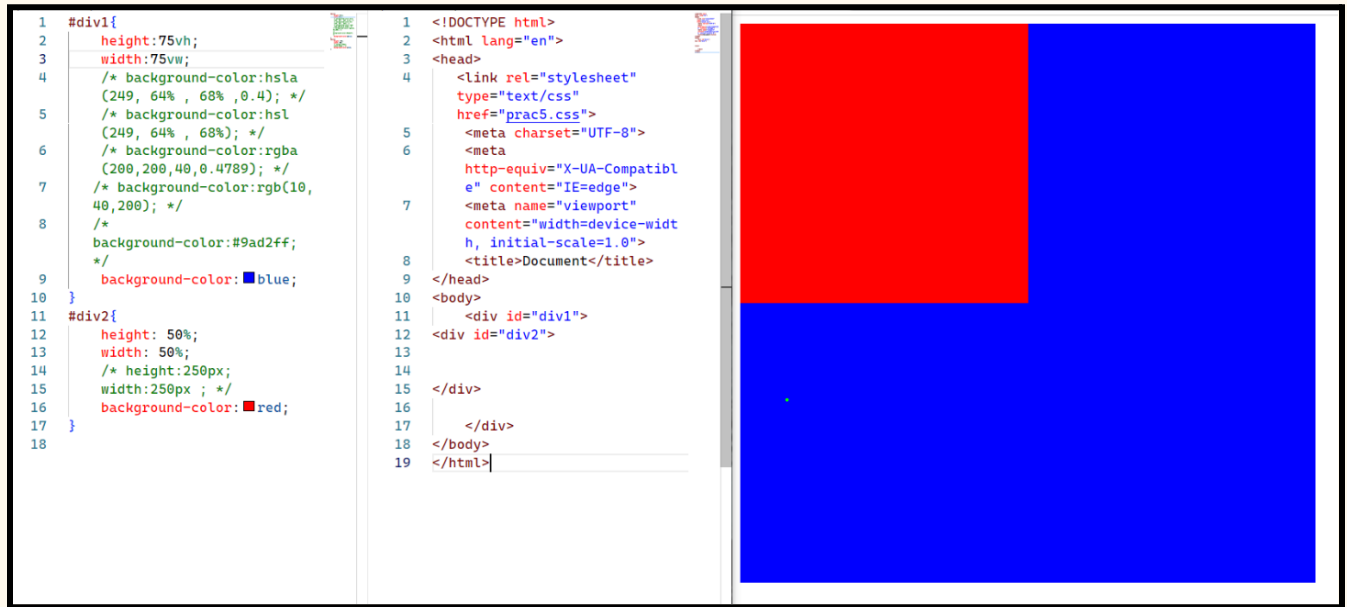 1 #div1{
2 height:75vh;
3 width:75vw;
4 /* background-color:hsla
(249, 64% , 68% ,0.4); */
5 /* background-color:hsl
(249, 64% , 68%); */
6 /* background-color:rgba
(200,200,40,0.4789); */
7 /* background-color:rgb(10,
40,200); */
8 /*
background-color:#9ad2ff;
*/
9 background-color: blue;
10 }
11 #div2{
12 height: 50%;
13 width: 50%;
14 /* height:250px;
15 width:250px ; */
16 background-color: red;
17 }
18
1 <!DOCTYPE html>
2 <html lang="en">
3 <head>
4 <link rel="stylesheet"
type="text/css"
href="prac5.css">
5 <meta charset="UTF-8">
6 <meta
http-equiv="X-UA-Compatibl
e" content="IE=edge">
7 <meta name="viewport"
content="width=device-widt
h, initial-scale=1.0">
8 <title>Document</title>
9 </head>
10 <body>
11 <div id="div1">
12 <div id="div2">
13
14
15 </div>
16
17 </div>
18 </body>
19 </html>